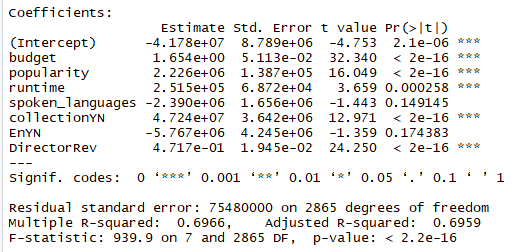 Coefficients:
Estimate Std. Error t value Pr(>|t|)
(Intercept) -4.178e+07 8.789e+06 -4.753 2.1e-06 ***
budget 1.654e+00 5.113e-02 32.340 < 2e-16 ***
popularity 2.226e+06 1.387e+05 16.049 < 2e-16 ***
runtime 2.515e+05 6.872e+04 3.659 0.000258 ***
spoken_languages -2.390e+06 1.656e+06 -1.443 0.149145
collectionYN 4.724e+07 3.642e+06 12.971 < 2e-16 ***
EnYN -5.767e+06 4.245e+06 -1.359 0.174383
DirectorRev 4.717e-01 1.945e-02 24.250 < 2e-16 ***
---
Signif. codes: 0 ‘***’ 0.001 ‘**’ 0.01 ‘*’ 0.05 ‘.’ 0.1 ‘ ’ 1
Residual standard error: 75480000 on 2865 degrees of freedom
Multiple R-squared: 0.6966, Adjusted R-squared: 0.6959
F-statistic: 939.9 on 7 and 2865 DF, p-value: < 2.2e-16